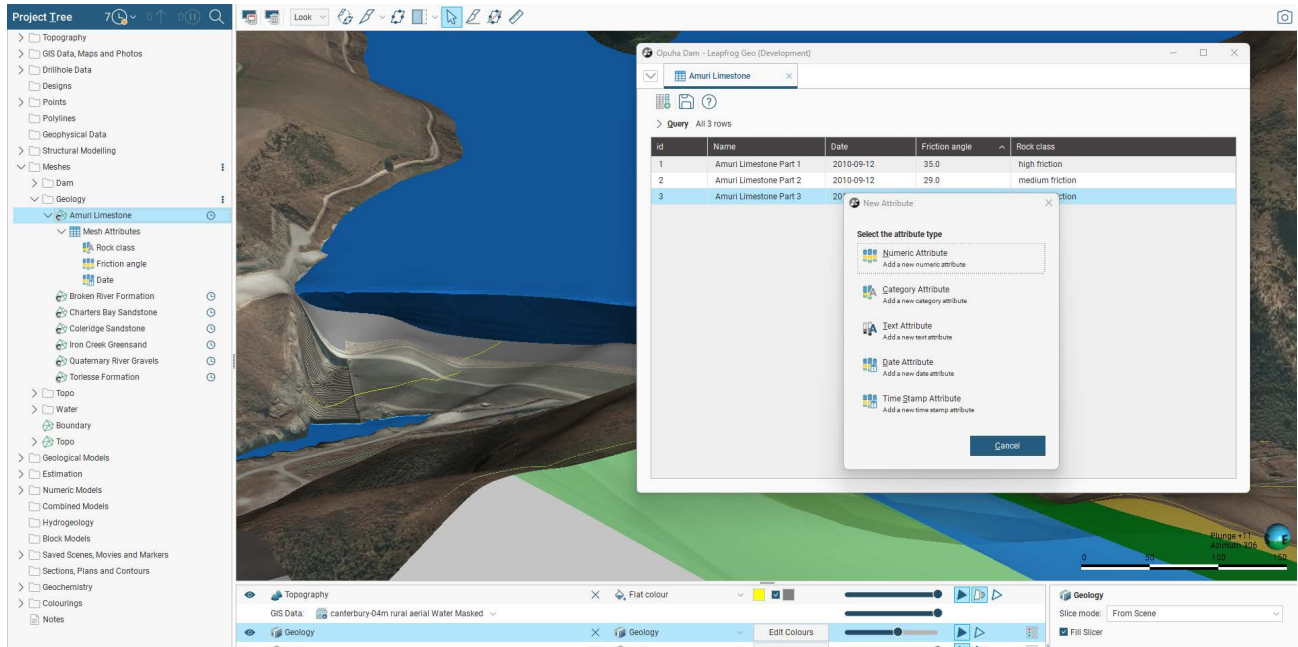 Project Tree 7 0 0
Look
Topography
GIS Data, Maps and Photos
Drillhole Data
Designs
Points
Polylines
Geophysical Data
Structural Modelling
Meshes
Dam
Geology
Amuri Limestone
Mesh Attributes
Rock class
Friction angle
Date
Broken River Formation
Charters Bay Sandstone
Coleridge Sandstone
Iron Creek Greensand
Quaternary River Gravels
Torlesse Formation
Topo
Water
Boundary
Topo
Geological Models
Estimation
Numeric Models
Combined Models
Hydrogeology
Block Models
Saved Scenes, Movies and Markers
Sections, Plans and Contours
Geochemistry
Colourings
Notes
Opuha Dam - Leapfrog Geo (Development)
Amuri Limestone
Query All 3 rows
id Name Date Friction angle Rock class
1 Amuri Limestone Part 1 2010-09-12 35.0 high friction
2 Amuri Limestone Part 2 2010-09-12 29.0 medium friction
3 Amuri Limestone Part 3
New Attribute
Select the attribute type
Numeric Attribute
Add a new numeric attribute
Category Attribute
Add a new category attribute
Text Attribute
Add a new text attribute
Date Attribute
Add a new date attribute
Time Stamp Attribute
Add a new time stamp attribute
Cancel
Plunge +11
Azimuth 306
0 50 100 150
Topography Flat colour
GIS Data: canterbury-04m rural aerial Water Masked
Geology Geology Edit Colours
Geology
Slice mode: From Scene
Fill Slicer